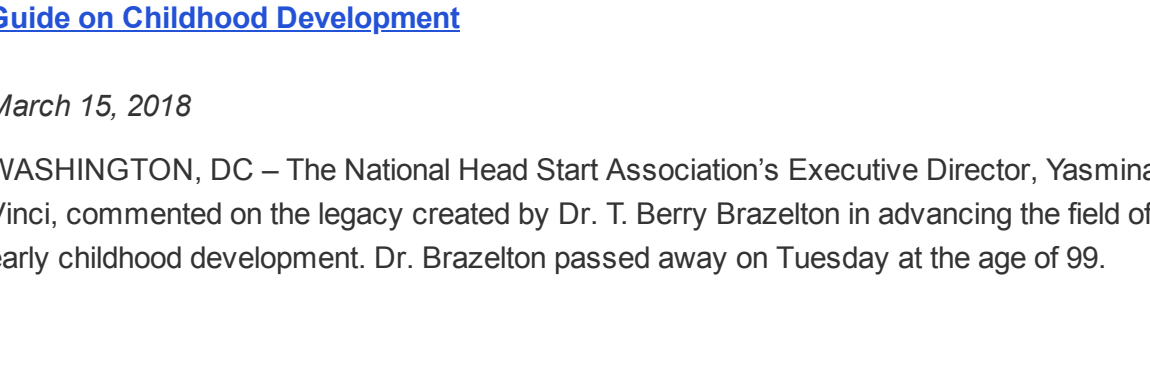 Guide on Childhood Development
March 15, 2018
WASHINGTON, DC – The National Head Start Association’s Executive Director, Yasmina
Vinci, commented on the legacy created by Dr. T. Berry Brazelton in advancing the field of
early childhood development. Dr. Brazelton passed away on Tuesday at the age of 99.